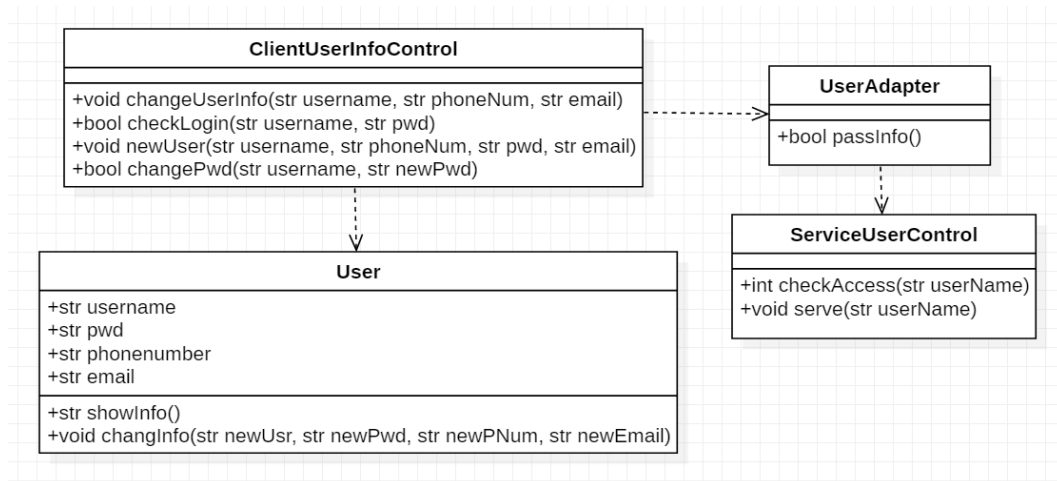 ClientUserInfoControl
+void changeUserInfo(str username, str phoneNum, str email)
+bool checkLogin(str username, str pwd)
+void newUser(str username, str phoneNum, str pwd, str email)
+bool changePwd(str username, str newPwd)
UserAdapter
+bool passInfo()
ServiceUserControl
+int checkAccess(str userName)
+void serve(str userName)
User
+str username
+str pwd
+str phonenumber
+str email
+str showInfo()
+void changInfo(str newUsr, str newPwd, str newPNum, str newEmail)